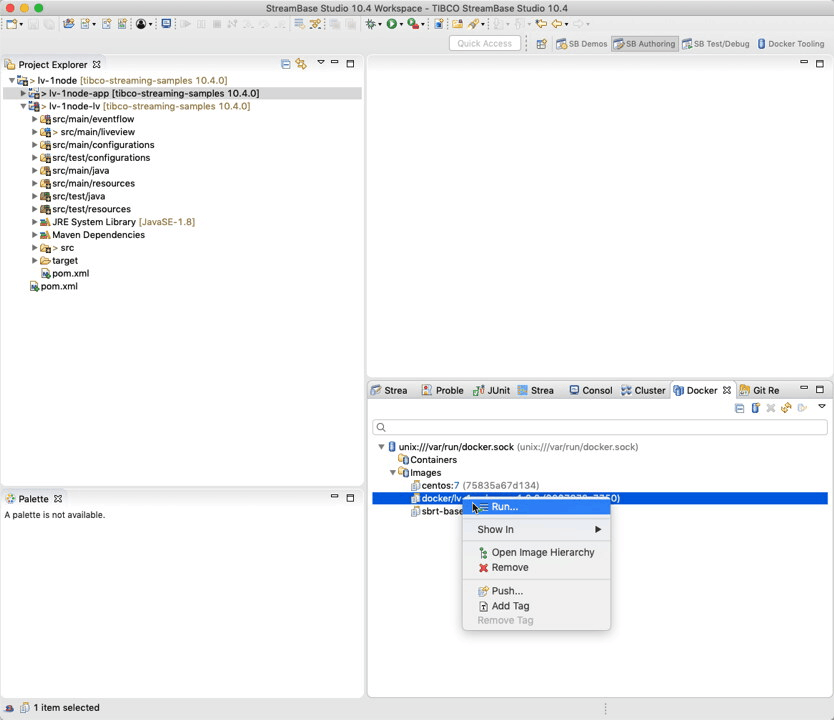 StreamBase Studio 10.4 Workspace - TIBCO StreamBase Studio 10.4
Quick Access
SB Demos
SB Authoring
SB Test/Debug
Docker Tooling
Project Explorer
> lv-1node [tibco-streaming-samples 10.4.0]
> lv-1node-app [tibco-streaming-samples 10.4.0]
> lv-1node-lv [tibco-streaming-samples 10.4.0]
src/main/eventflow
> src/main/liveview
src/main/configurations
src/test/configurations
src/main/java
src/main/resources
src/test/java
src/test/resources
JRE System Library [JavaSE-1.8]
Maven Dependencies
> src
target
pom.xml
pom.xml
Palette
A palette is not available.
Strea
Proble
JUnit
Strea
Consol
Cluster
Docker
Git Re
unix:///var/run/docker.sock (unix:///var/run/docker.sock)
Containers
Images
centos:7 (75835a67d134)
docker/lv
sbrt-base
Run...
Show In
Open Image Hierarchy
Remove
Push...
Add Tag
Remove Tag
1 item selected